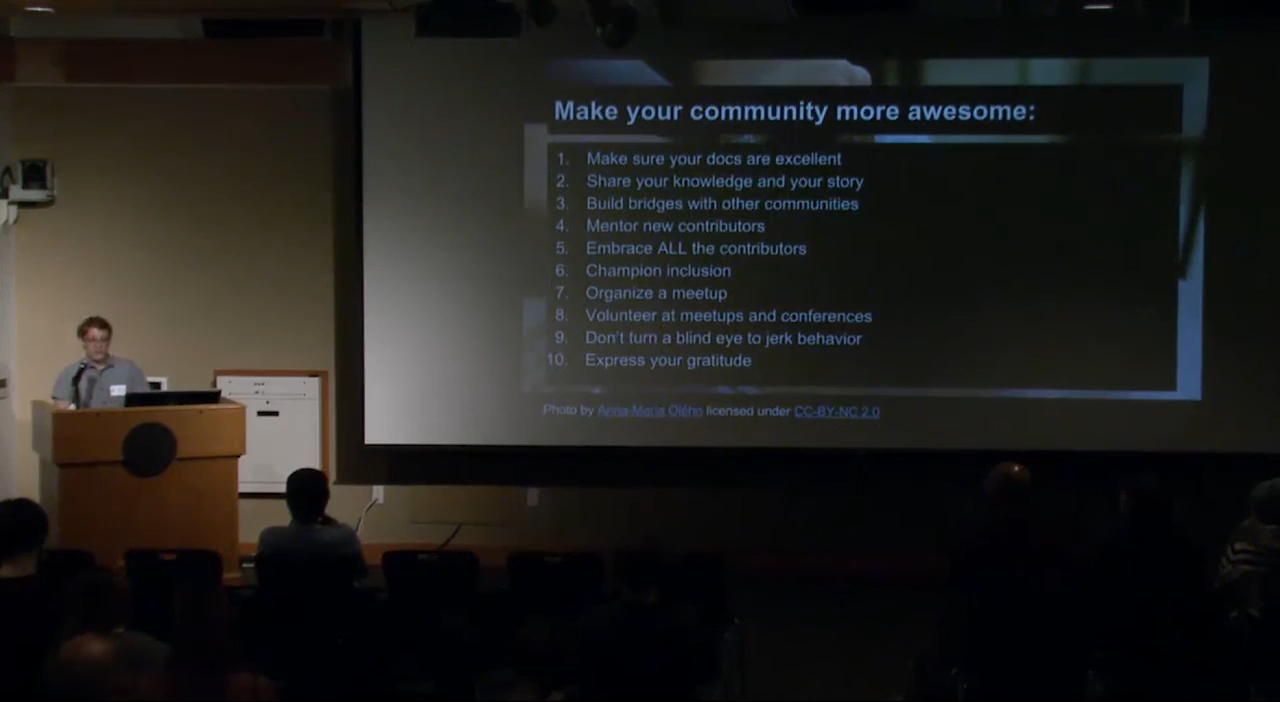 Make your community more awesome:
1. Make sure your docs are excellent
2. Share your knowledge and your story
3. Build bridges with other communities
4. Mentor new contributors
5. Embrace ALL the contributors
6. Champion inclusion
7. Organize a meetup
8. Volunteer at meetups and conferences
9. Don't turn a blind eye to jerk behavior
10. Express your gratitude
Photo by Anna-Maria Oléhn licensed under CC-BY-NC 2.0